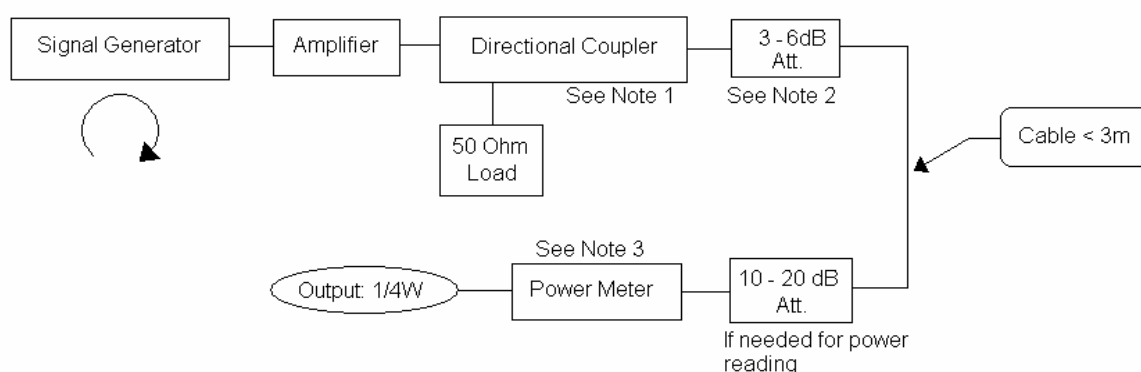 Signal Generator
Amplifier
Directional Coupler
3 - 6dB
Att.
See Note 1
See Note 2
50 Ohm
Load
Cable < 3m
See Note 3
Output: 1/4W
Power Meter
10 - 20 dB
Att.
If needed for power
reading